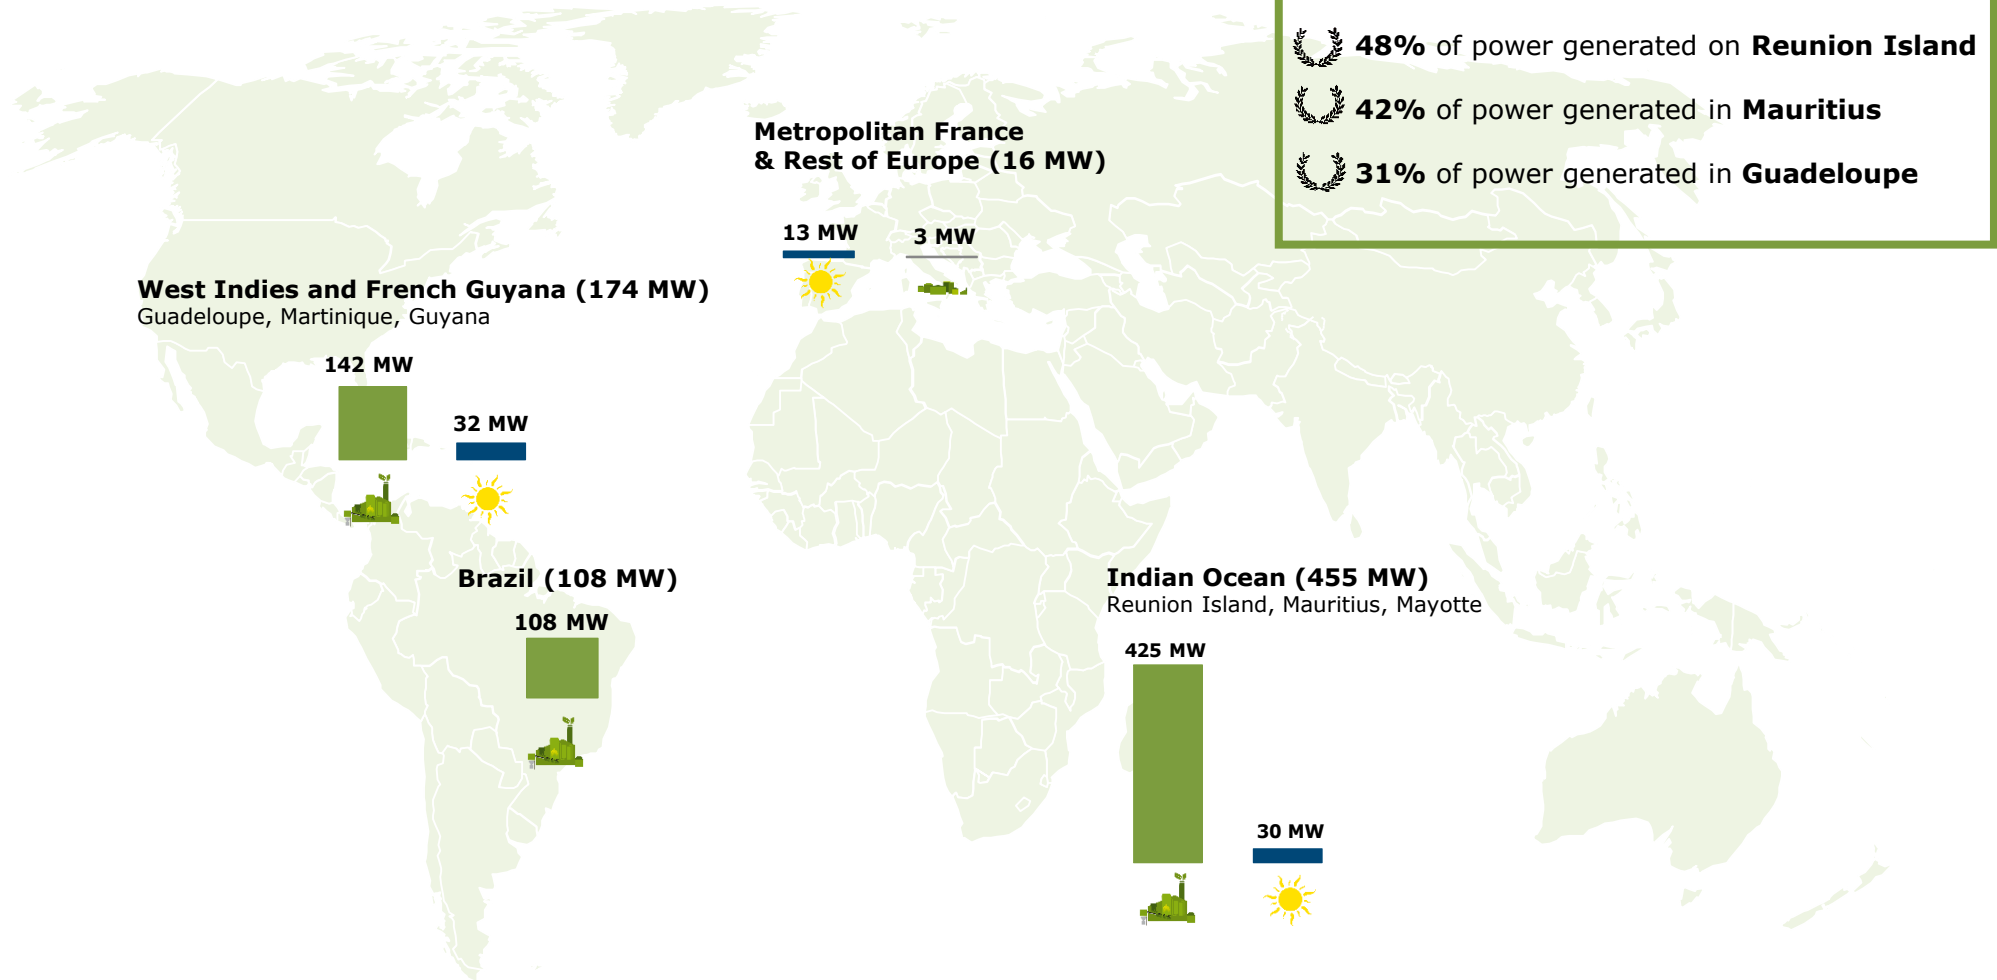 48% of power generated on Reunion Island
42% of power generated in Mauritius
31% of power generated in Guadeloupe
Metropolitan France
& Rest of Europe (16 MW)
13 MW
3 MW
West Indies and French Guyana (174 MW)
Guadeloupe, Martinique, Guyana
142 MW
32 MW
Brazil (108 MW)
108 MW
Indian Ocean (455 MW)
Reunion Island, Mauritius, Mayotte
425 MW
30 MW